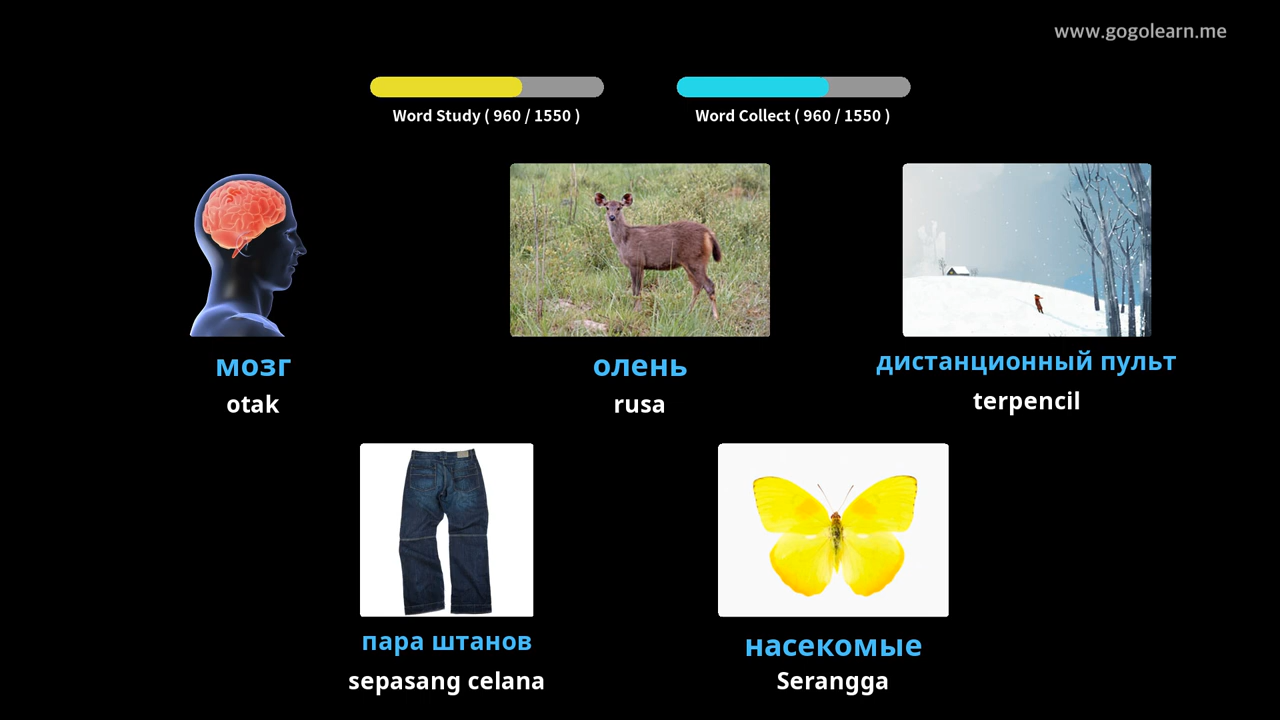 www.gogolearn.me
Word Study ( 960 / 1550 )
Word Collect ( 960 / 1550 )
мозг
олень
дистанционный пульт
otak
rusa
terpencil
пара штанов
насекомые
sepasang celana
Serangga